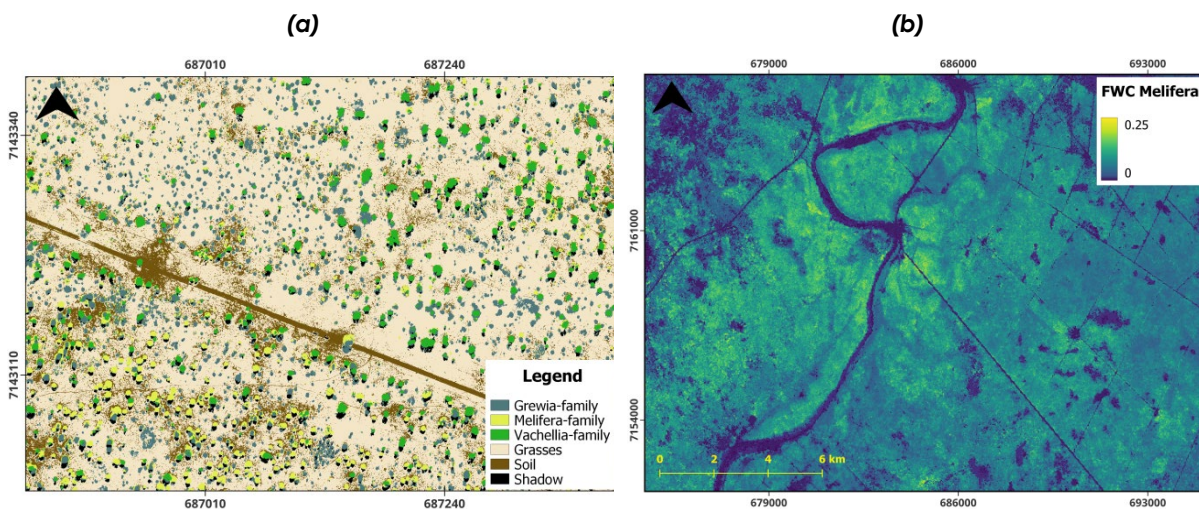 (a)
687010
687240
7143340
7143110
Legend
Grewia-family
Melifera-family
Vachellia-family
Grasses
Soil
Shadow
687010
687240
(b)
679000
686000
693000
FWC Melifera
0.25
0
7161000
7154000
0
2
4
6 km
679000
686000
693000